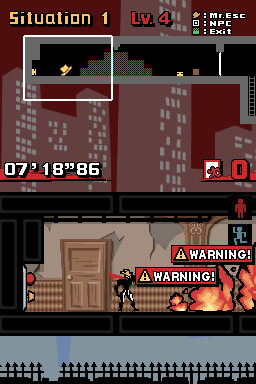 Situation 1 Lv. 4
:Mr.Esc
:NPC
:Exit
07'18"86
0
WARNING!
WARNING!